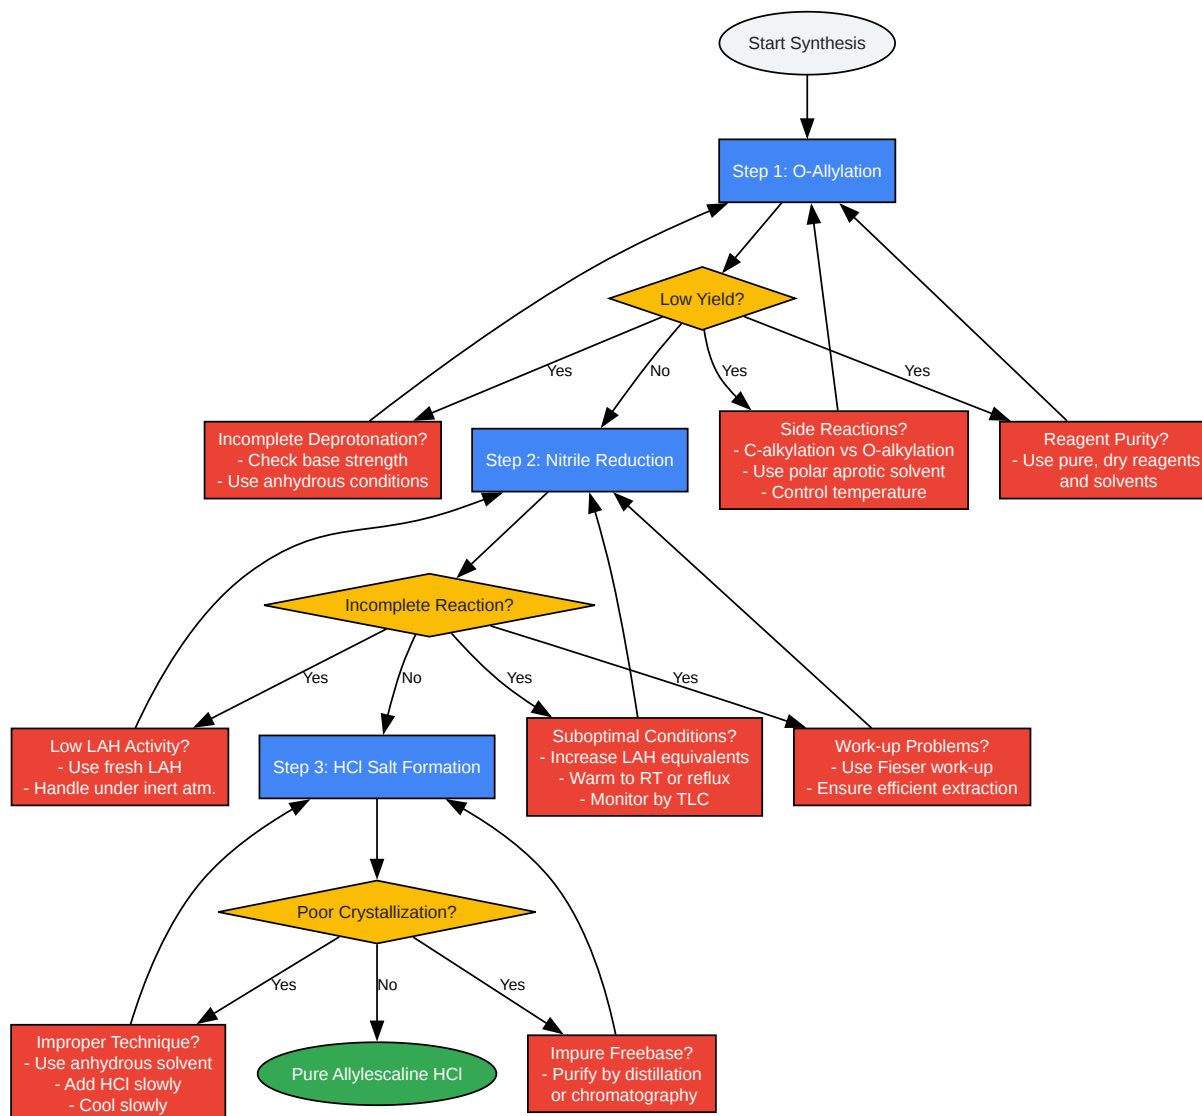 Start Synthesis
Step 1: O-Allylation
Low Yield?
Yes
No
Yes
Yes
Incomplete Deprotonation?
- Check base strength
- Use anhydrous conditions
Step 2: Nitrile Reduction
Side Reactions?
- C-alkylation vs O-alkylation
- Use polar aprotic solvent
- Control temperature
Reagent Purity?
- Use pure, dry reagents
and solvents
Incomplete Reaction?
Yes
No
Yes
Yes
Low LAH Activity?
- Use fresh LAH
- Handle under inert atm.
Step 3: HCl Salt Formation
Suboptimal Conditions?
- Increase LAH equivalents
- Warm to RT or reflux
- Monitor by TLC
Work-up Problems?
- Use Fieser work-up
- Ensure efficient extraction
Poor Crystallization?
Yes
No
Yes
Improper Technique?
- Use anhydrous solvent
- Add HCl slowly
- Cool slowly
Pure Allylescaline HCl
Impure Freebase?
- Purify by distillation
or chromatography